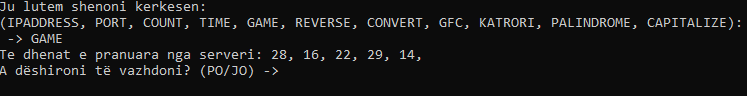 Ju lutem shenoni kerkesen:
(IPADDRESS, PORT, COUNT, TIME, GAME, REVERSE, CONVERT, GFC, KATRORI, PALINDROME, CAPITALIZE):
-> GAME
Te dhenat e pranuara nga serveri: 28, 16, 22, 29, 14,
A dëshironi të vazhdoni? (PO/JO) ->